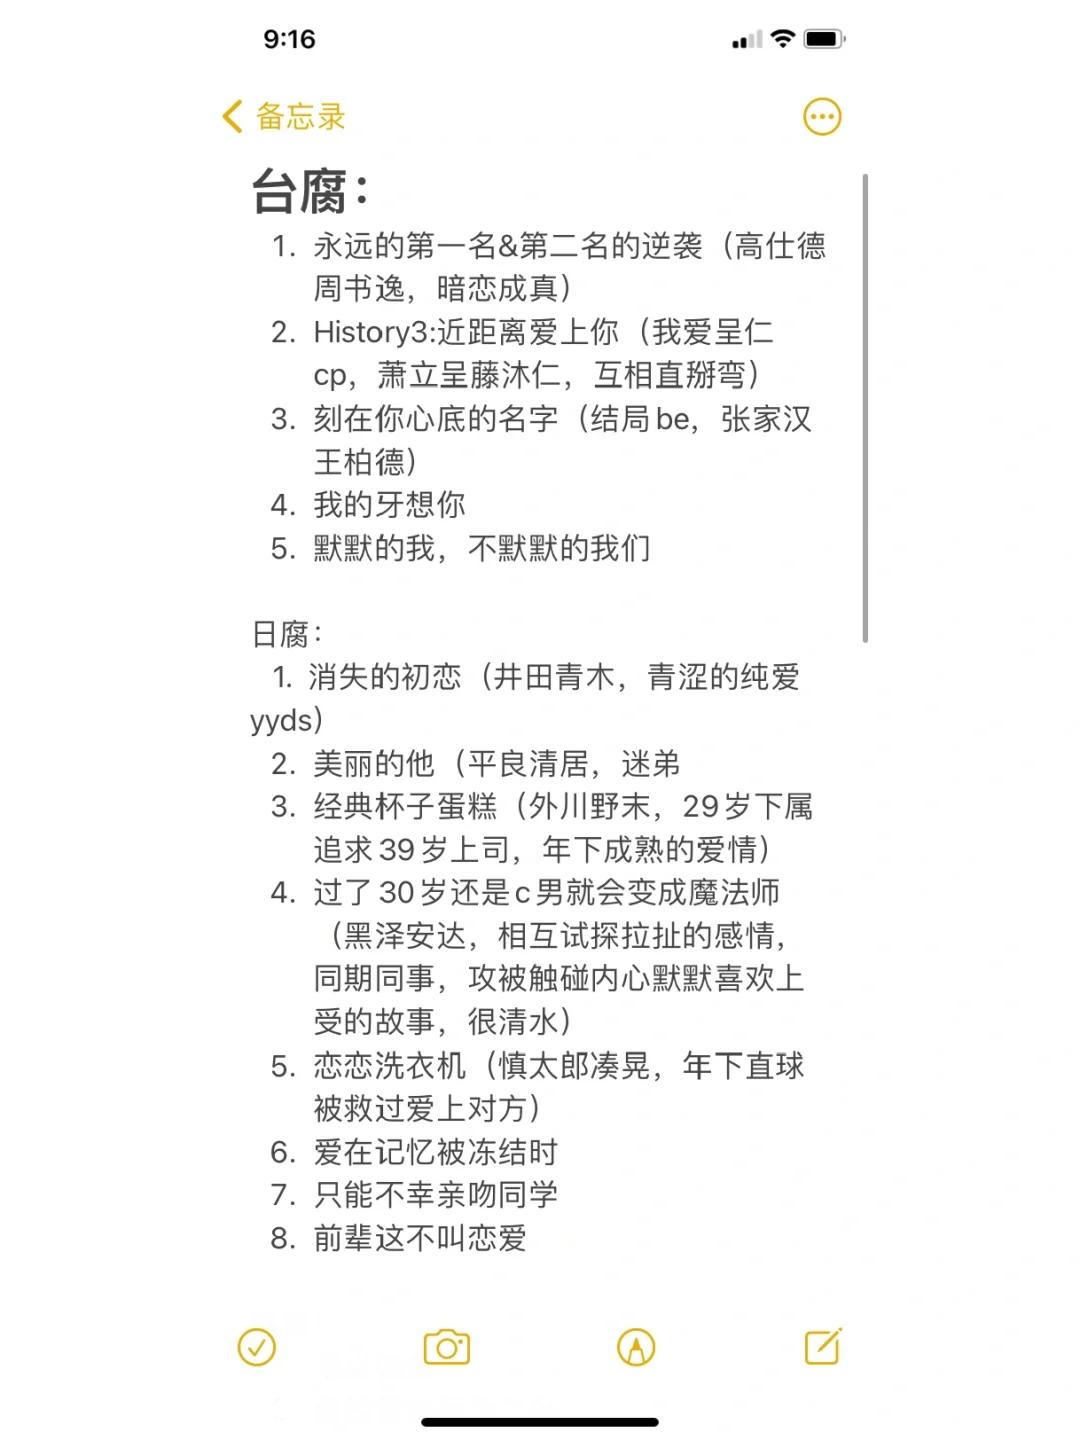 9:16
备忘录
台腐：
1. 永远的第一名&第二名的逆袭（高仕德
周书逸，暗恋成真）
2. History3:近距离爱上你（我爱呈仁
cp，萧立呈藤沐仁，互相直掰弯）
3. 刻在你心底的名字（结局be，张家汉
王柏德）
4. 我的牙想你
5. 默默的我，不默默的我们
日腐：
1. 消失的初恋（井田青木，青涩的纯爱
yyds）
2. 美丽的他（平良清居，迷弟
3. 经典杯子蛋糕（外川野末，29岁下属
追求39岁上司，年下成熟的爱情）
4. 过了30岁还是c男就会变成魔法师
（黑泽安达，相互试探拉扯的感情，
同期同事，攻被触碰内心默默喜欢上
受的故事，很清水）
5. 恋恋洗衣机（慎太郎凑晃，年下直球
被救过爱上对方）
6. 爱在记忆被冻结时
7. 只能不幸亲吻同学
8. 前辈这不叫恋爱